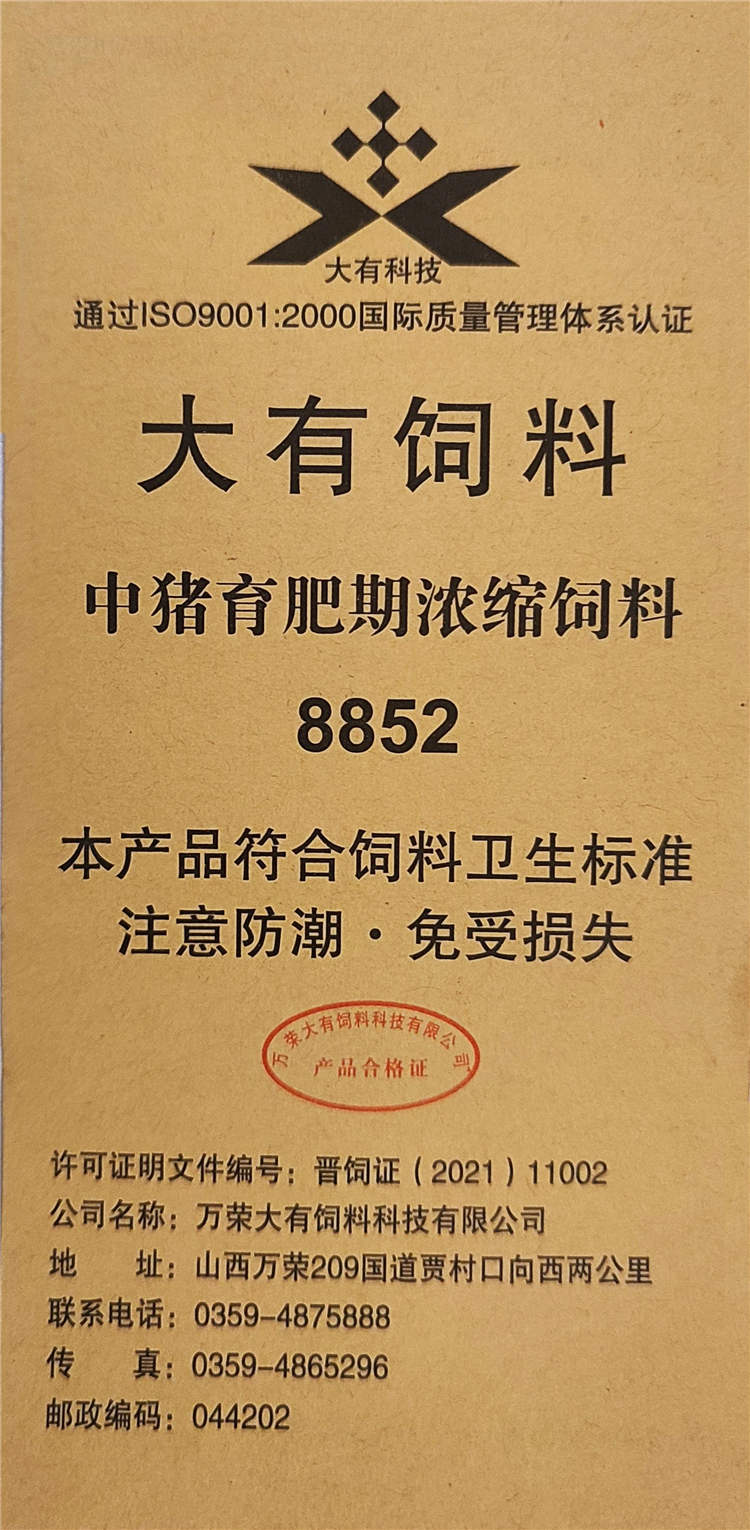 大有科技
通过ISO9001:2000国际质量管理体系认证
大有饲料
中猪育肥期浓缩饲料
8852
本产品符合饲料卫生标准
注意防潮·免受损失
万荣大有饲料科技有限公司
产品合格证
许可证明文件编号：晋饲证（2021）11002
公司名称：万荣大有饲料科技有限公司
地 址：山西万荣209国道贾村口向西两公里
联系电话：0359-4875888
传 真：0359-4865296
邮政编码：044202